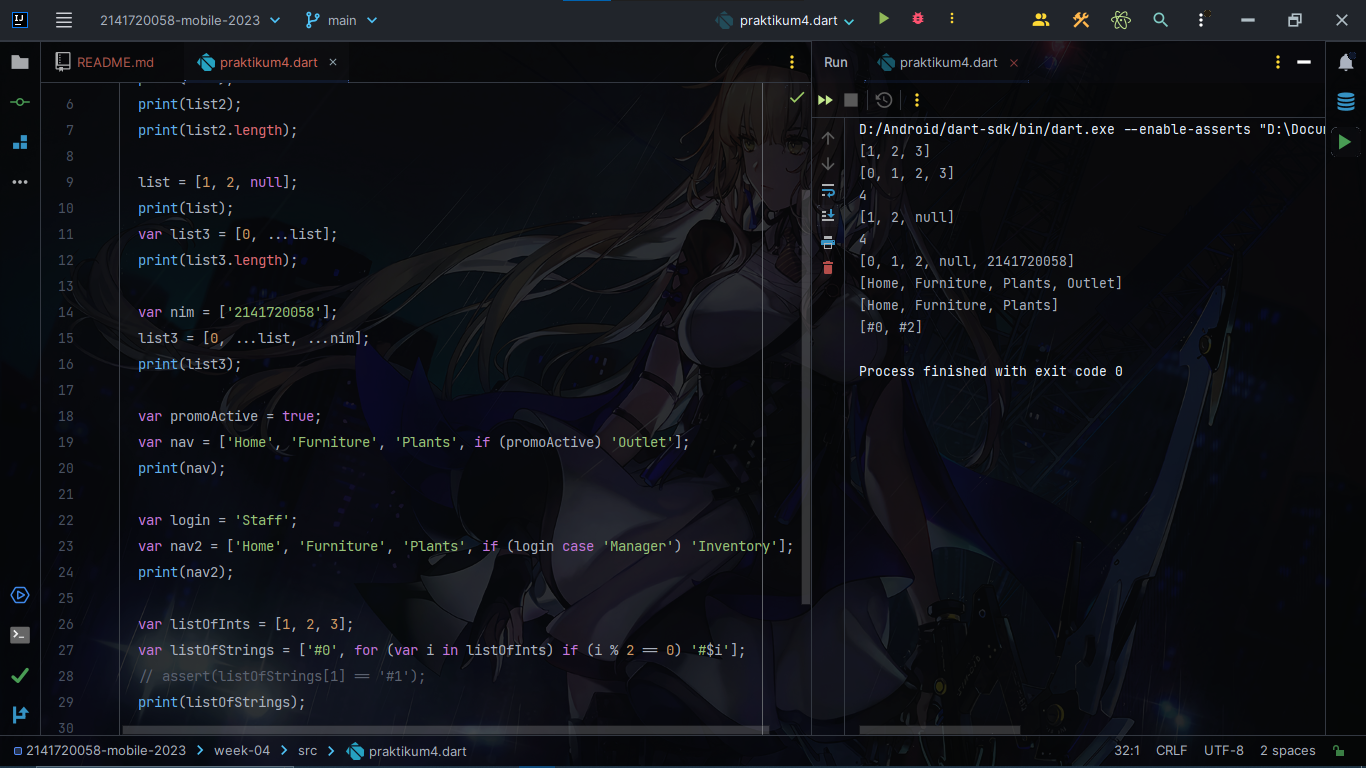 2141720058-mobile-2023
main
praktikum4.dart
README.md
praktikum4.dart
Run
praktikum4.dart
6 print(list2);
7 print(list2.length);
8
9 list = [1, 2, null];
10 print(list);
11 var list3 = [0, ...list];
12 print(list3.length);
13
14 var nim = ['2141720058'];
15 list3 = [0, ...list, ...nim];
16 print(list3);
17
18 var promoActive = true;
19 var nav = ['Home', 'Furniture', 'Plants', if (promoActive) 'Outlet'];
20 print(nav);
21
22 var login = 'Staff';
23 var nav2 = ['Home', 'Furniture', 'Plants', if (login case 'Manager') 'Inventory'];
24 print(nav2);
25
26 var listOfInts = [1, 2, 3];
27 var listOfStrings = ['#0', for (var i in listOfInts) if (i % 2 == 0) '#$i'];
28 // assert(listOfStrings[1] == '#1');
29 print(listOfStrings);
30
D:/Android/dart-sdk/bin/dart.exe --enable-asserts "D:\Docu
[1, 2, 3]
[0, 1, 2, 3]
4
[1, 2, null]
4
[0, 1, 2, null, 2141720058]
[Home, Furniture, Plants, Outlet]
[Home, Furniture, Plants]
[#0, #2]
Process finished with exit code 0
2141720058-mobile-2023 > week-04 > src > praktikum4.dart
32:1 CRLF UTF-8 2 spaces